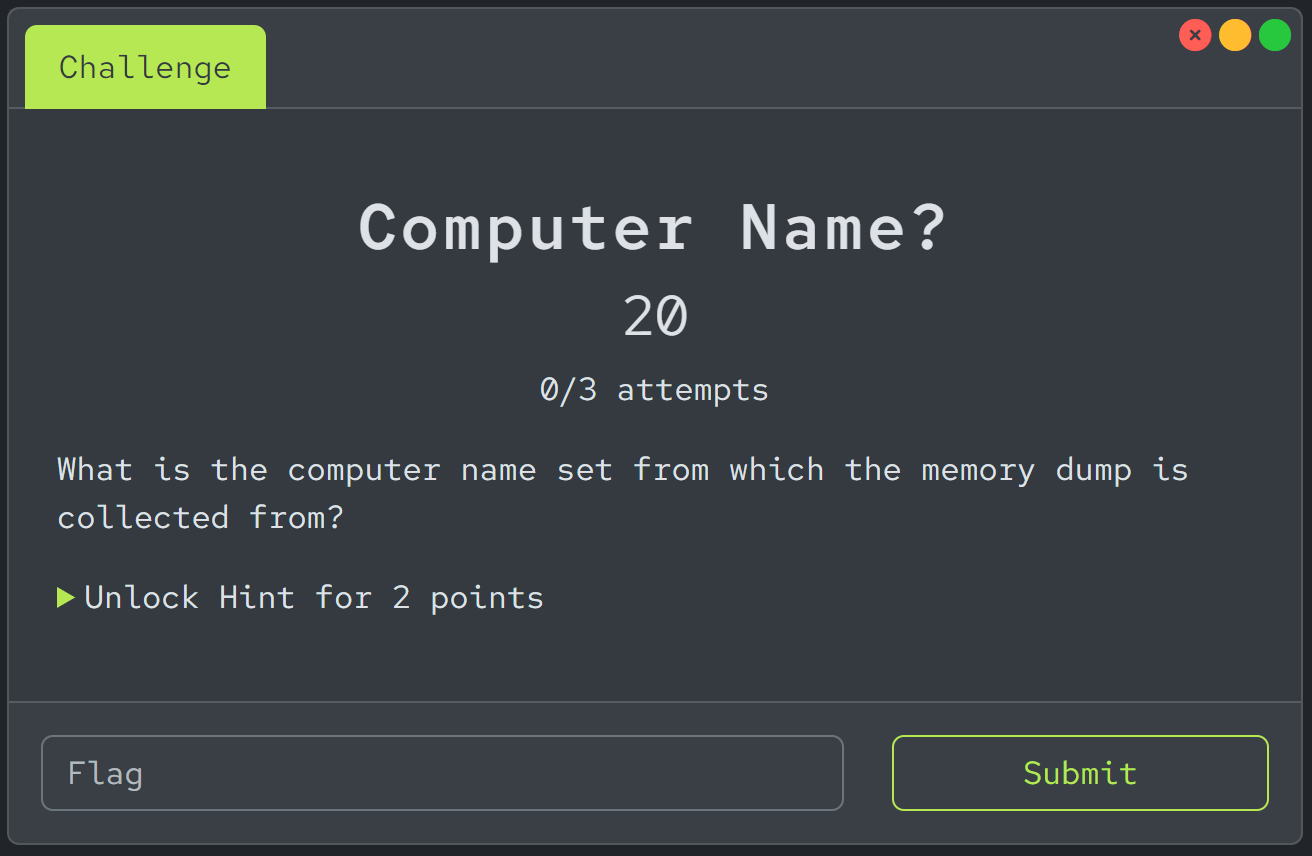 Challenge
Computer Name?
20
0/3 attempts
What is the computer name set from which the memory dump is
collected from?
Unlock Hint for 2 points
Flag
Submit